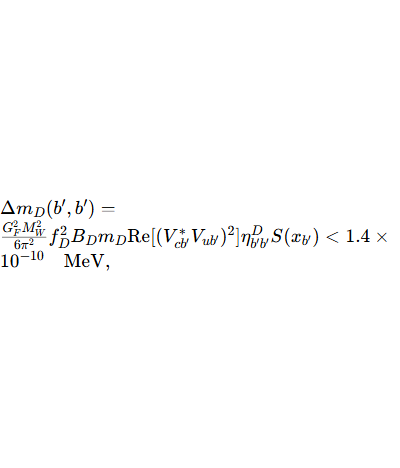 Δm_D(b′, b′) =
\frac{G_F^2 M_W^2}{6π^2} f_D^2 B_D m_D Re[(V_{cb′}^* V_{ub′})^2] η_{b′b′}^D S(x_{b′}) < 1.4 ×
10^{−10} MeV,